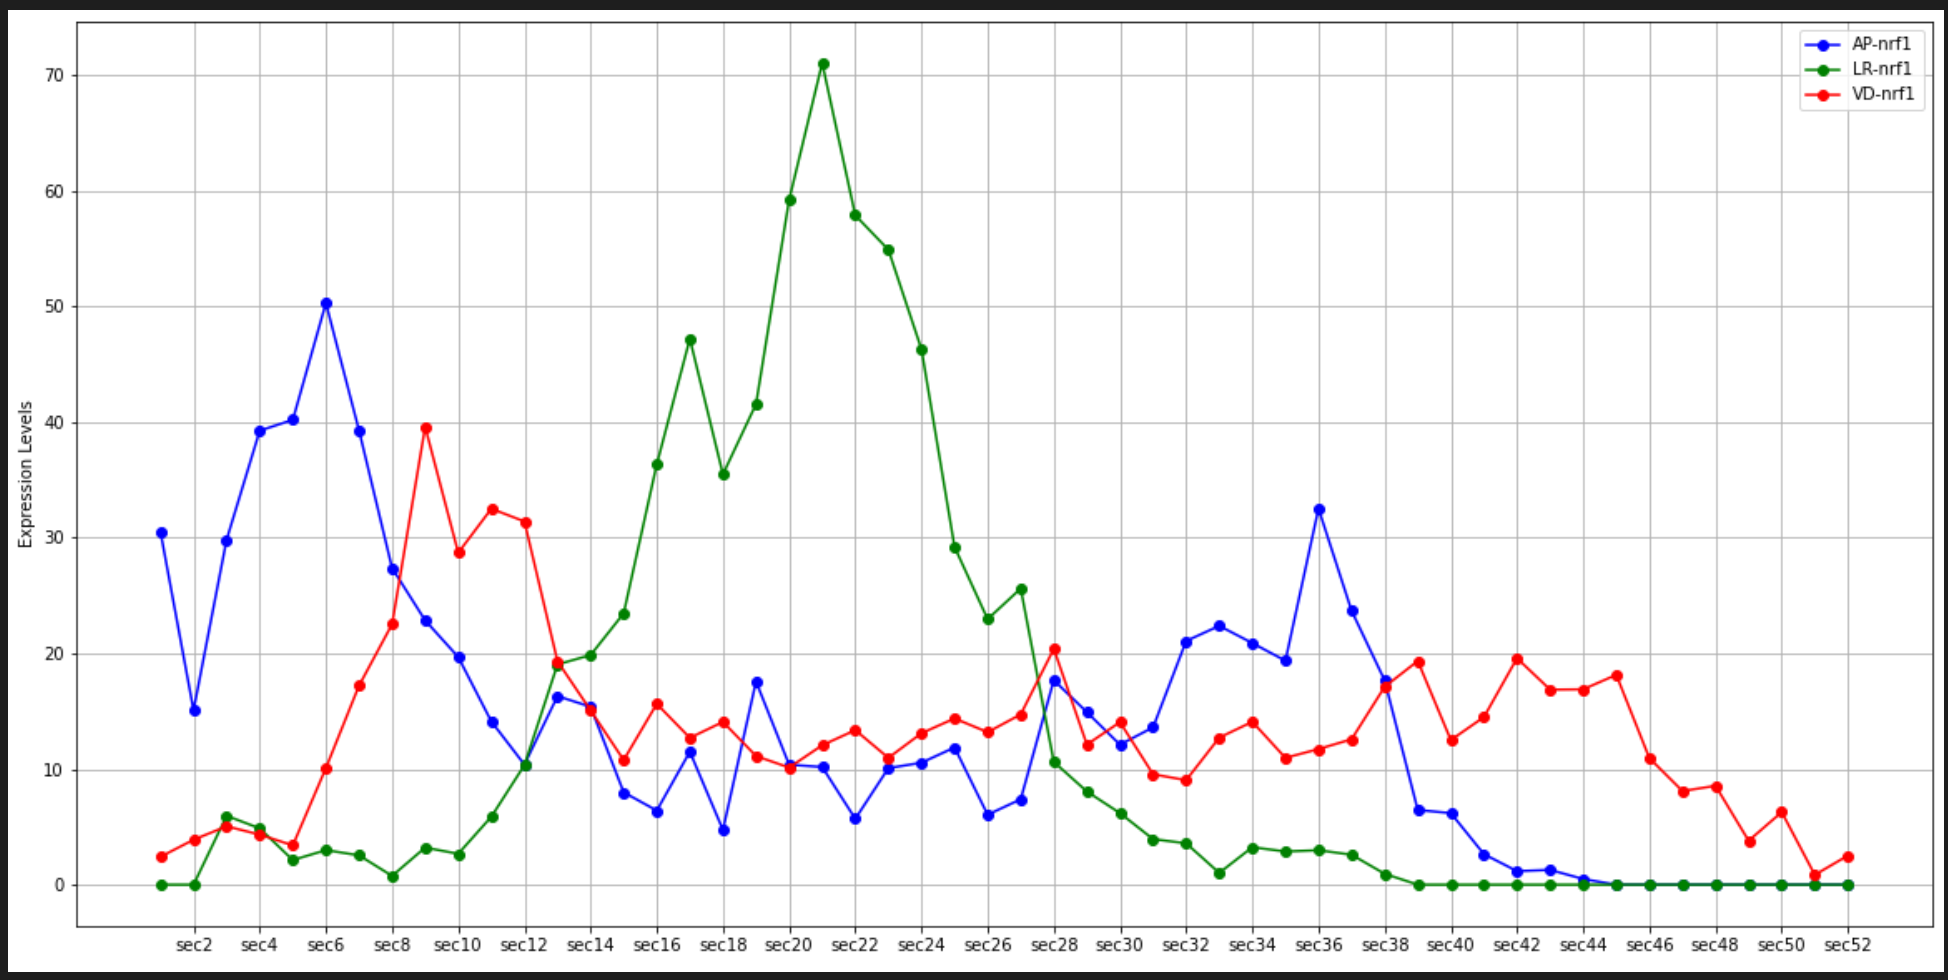 AP-nrf1
LR-nrf1
VD-nrf1
Expression Levels
70
60
50
40
30
20
10
0
sec2 sec4 sec6 sec8 sec10 sec12 sec14 sec16 sec18 sec20 sec22 sec24 sec26 sec28 sec30 sec32 sec34 sec36 sec38 sec40 sec42 sec44 sec46 sec48 sec50 sec52